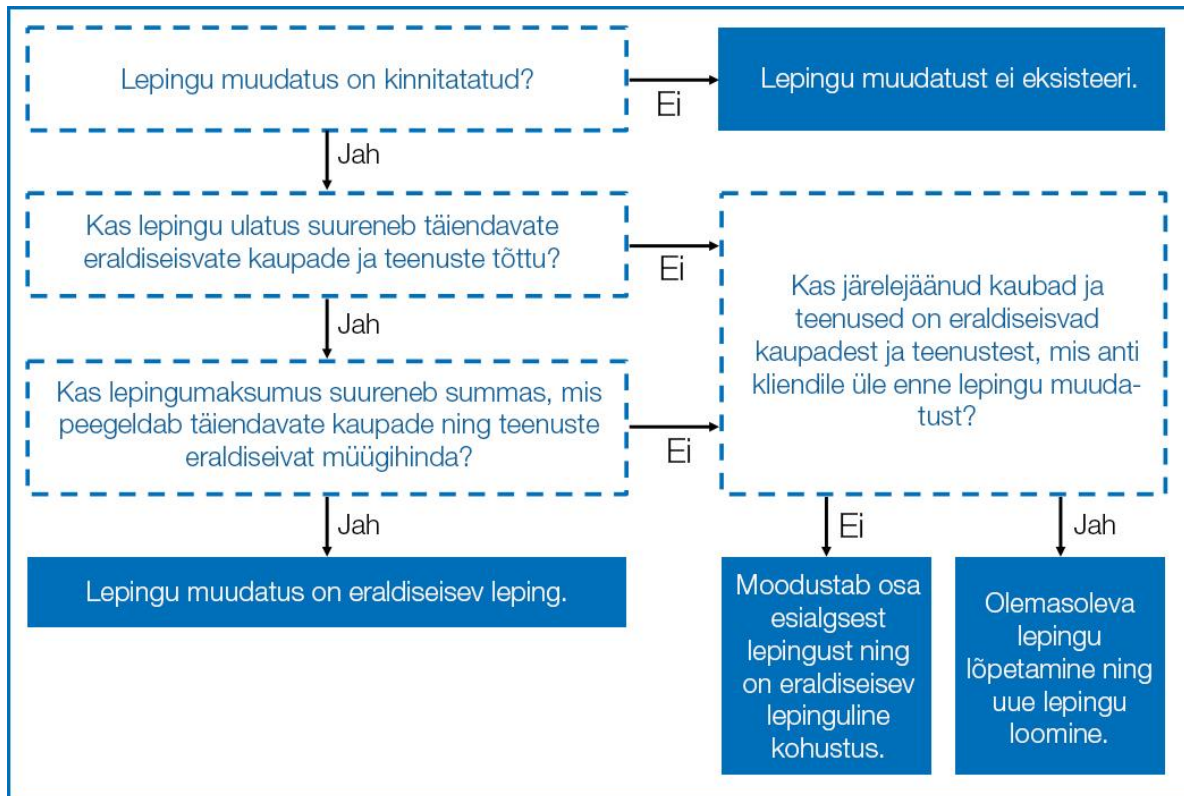 Lepingu muudatus on kinnitatatud?
Ei
Lepingu muudatust ei eksisteeri.
Jah
Kas lepingu ulatus suureneb täiendavate
eraldiseisvate kaupade ja teenuste tõttu?
Ei
Jah
Kas lepingumaksumus suureneb summas, mis
peegeldab täiendavate kaupade ning teenuste
eraldiseivat müügihinda?
Ei
Kas järelejäänud kaubad ja
teenused on eraldiseisvad
kaupadest ja teenustest, mis anti
kliendile üle enne lepingu muuda-
tust?
Jah
Lepingu muudatus on eraldiseisev leping.
Ei
Moodustab osa
esialgsest
lepingust ning
on eraldiseisev
lepinguline
kohustus.
Jah
Olemasoleva
lepingu
lõpetamine ning
uue lepingu
loomine.